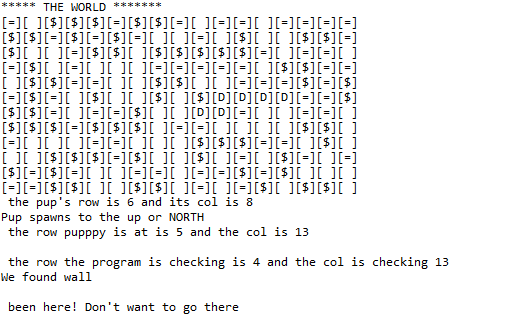 ***** THE WORLD *******
[=][ ][$][$][$][=][$][$][=][ ][=][=][ ][=][=][=][=]
[$][$][=][$][=][$][$][=][ ][ ][=][$][ ][ ][$][$][=]
[$][ ][=][ ][$][ ][ ][$][$][$][$][$][=][ ][=][=][ ]
[=][$][ ][=][ ][ ][ ][=][ ][ ][ ][=][ ][$][$][=][=]
[ ][$][$][=][ ][ ][ ][$][$][ ][ ][ ][=][=][$][=][$]
[=][$][=][ ][$][ ][ ][$][ ][$][D][D][D][D][=][=][$]
[$][$][=][ ][=][=][$][ ][ ][D][D][=][ ][=][ ][=][ ]
[$][$][$][=][$][$][$][ ][=][=][ ][ ][ ][ ][$][$][ ]
[=][ ][=][=][ ][ ][ ][ ][ ][$][$][$][=][=][ ][$][ ]
[ ][ ][$][$][$][=][$][ ][ ][$][=][ ][ ][$][=][ ][=]
[$][=][$][=][=][ ][ ][ ][=][$][=][$][=][$][ ][ ][ ]
[=][=][$][$][ ][ ][$][$][ ][=][ ][=][$][ ][$][$][ ]
the pup's row is 6 and its col is 8
Pup spawns to the up or NORTH
the row pupppy is at is 5 and the col is 13
the row the program is checking is 4 and the col is checking 13
We found wall
been here! Don't want to go there